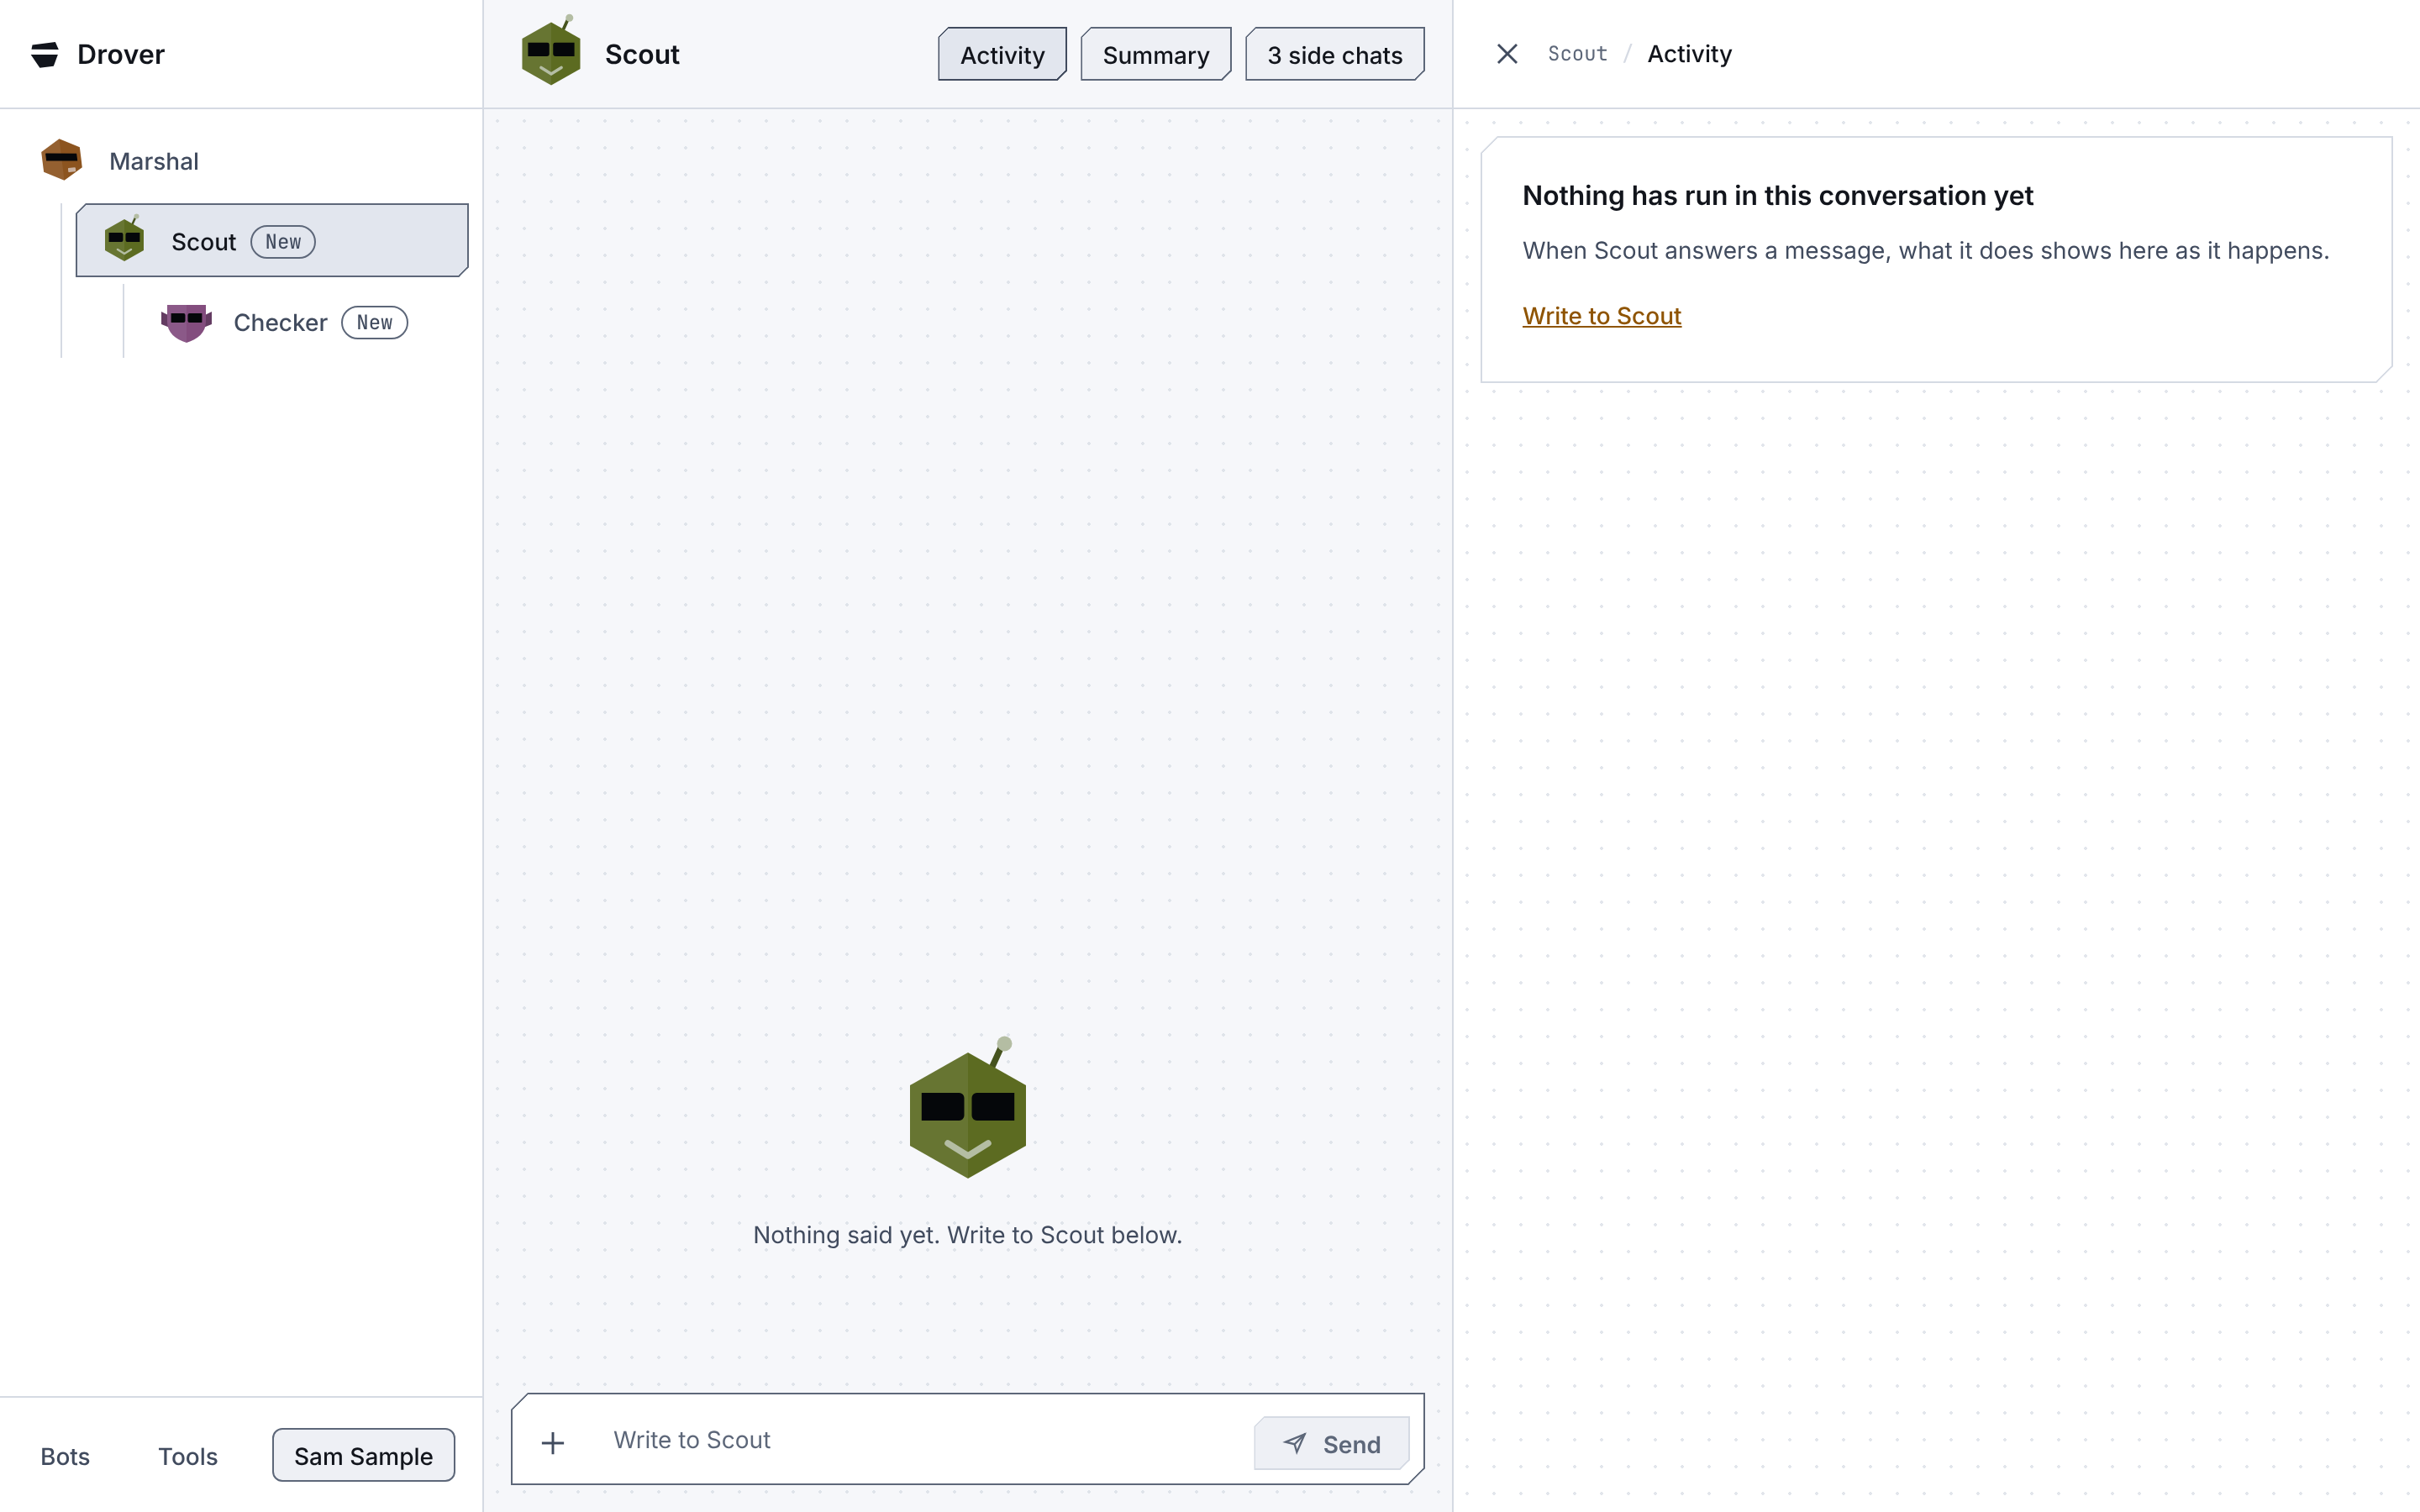 Drover
Marshal
Scout New
Checker New
Bots Tools Sam Sample
Scout
Activity Summary 3 side chats
Nothing said yet. Write to Scout below.
Write to Scout
Send
Scout / Activity
Nothing has run in this conversation yet
When Scout answers a message, what it does shows here as it happens.
Write to Scout